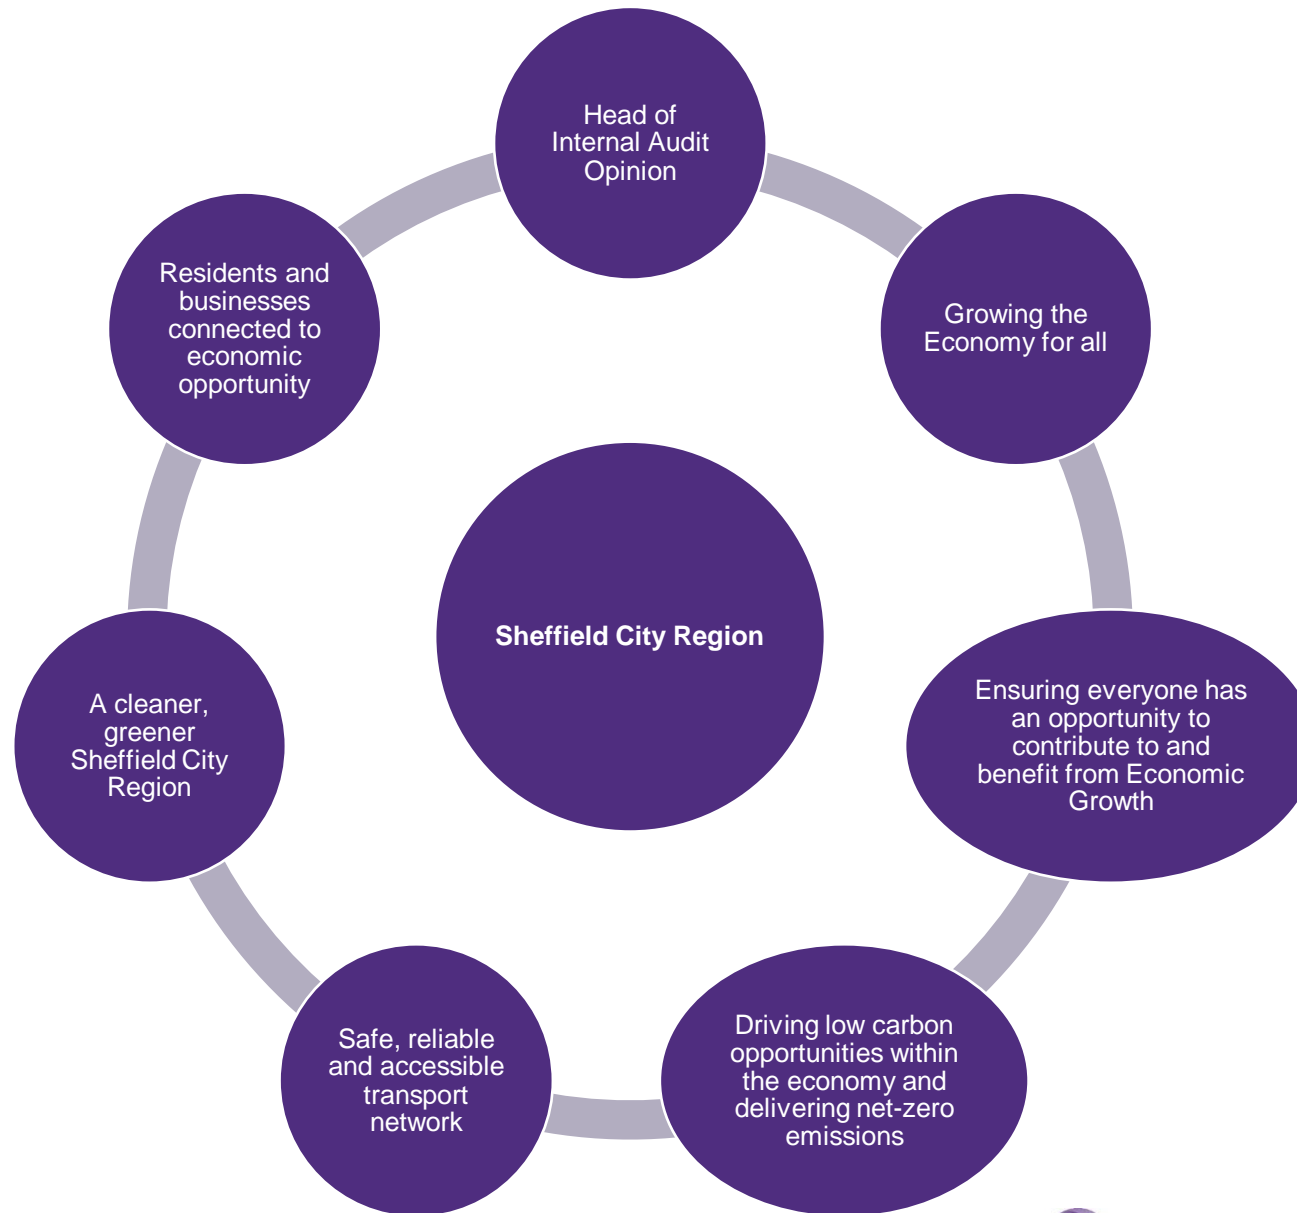 Head of
Internal Audit
Opinion
Growing the
Economy for all
Ensuring everyone has
an opportunity to
contribute to and
benefit from Economic
Growth
Driving low carbon
opportunities within
the economy and
delivering net-zero
emissions
Safe, reliable
and accessible
transport
network
A cleaner,
greener
Sheffield City
Region
Residents and
businesses
connected to
economic
opportunity
Sheffield City Region